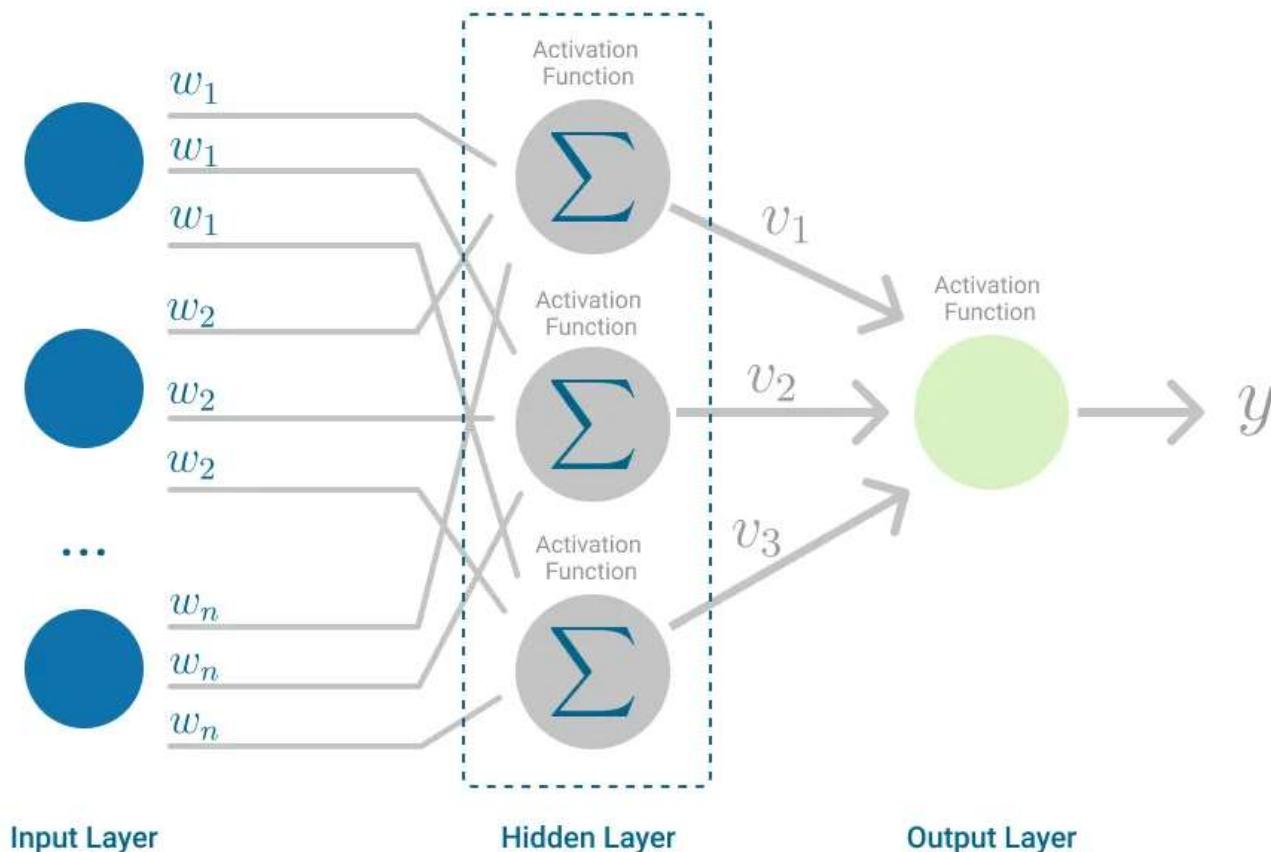 Activation
Function
w1
w1
w1
w2
w2
w2
...
wn
wn
wn
Σ
v1
Activation
Function
Σ
v2
Activation
Function
Σ
v3
Activation
Function
y
Input Layer
Hidden Layer
Output Layer